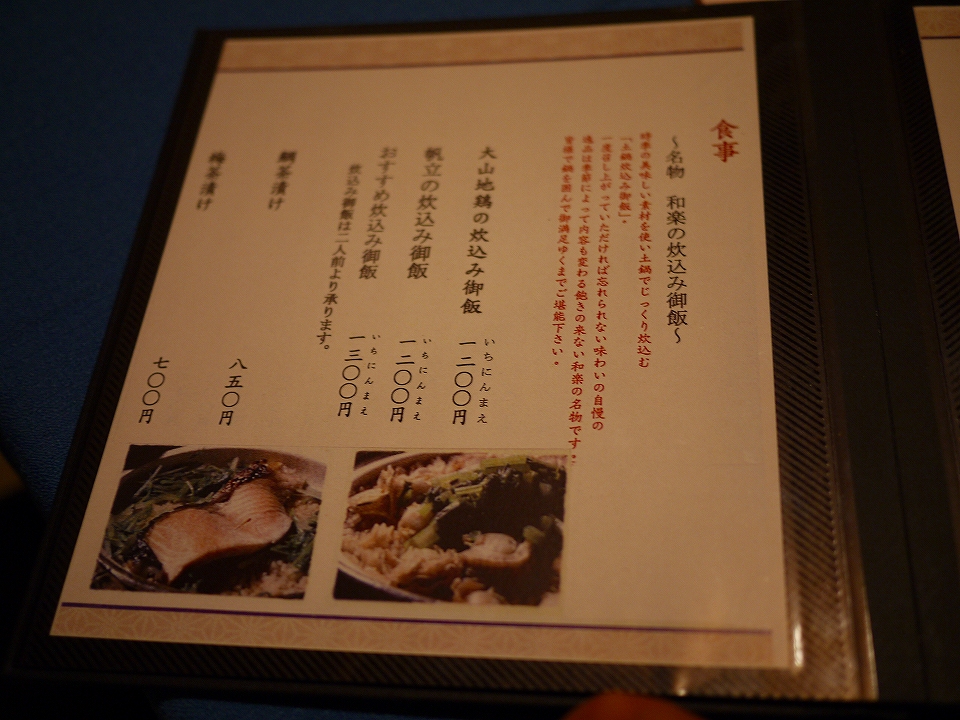 食事
～名物 和楽の炊込み御飯～
時季の美味しい素材を使い土鍋でじっくり炊込む
「土鍋炊込み御飯」。
一度召し上がっていただければ忘れられない味わいの自慢の
逸品は季節によって内容も変わる飽きの来ない和楽の名物です。
皆様で鍋を囲んで御満足ゆくまでご堪能下さい。
大山地鶏の炊込み御飯 いちにんまえ 一二〇〇円
帆立の炊込み御飯 いちにんまえ 一二〇〇円
おすすめ炊込み御飯 いちにんまえ 一三〇〇円
炊込み御飯は二人前より承ります。
鯛茶漬け 八五〇円
梅茶漬け 七〇〇円